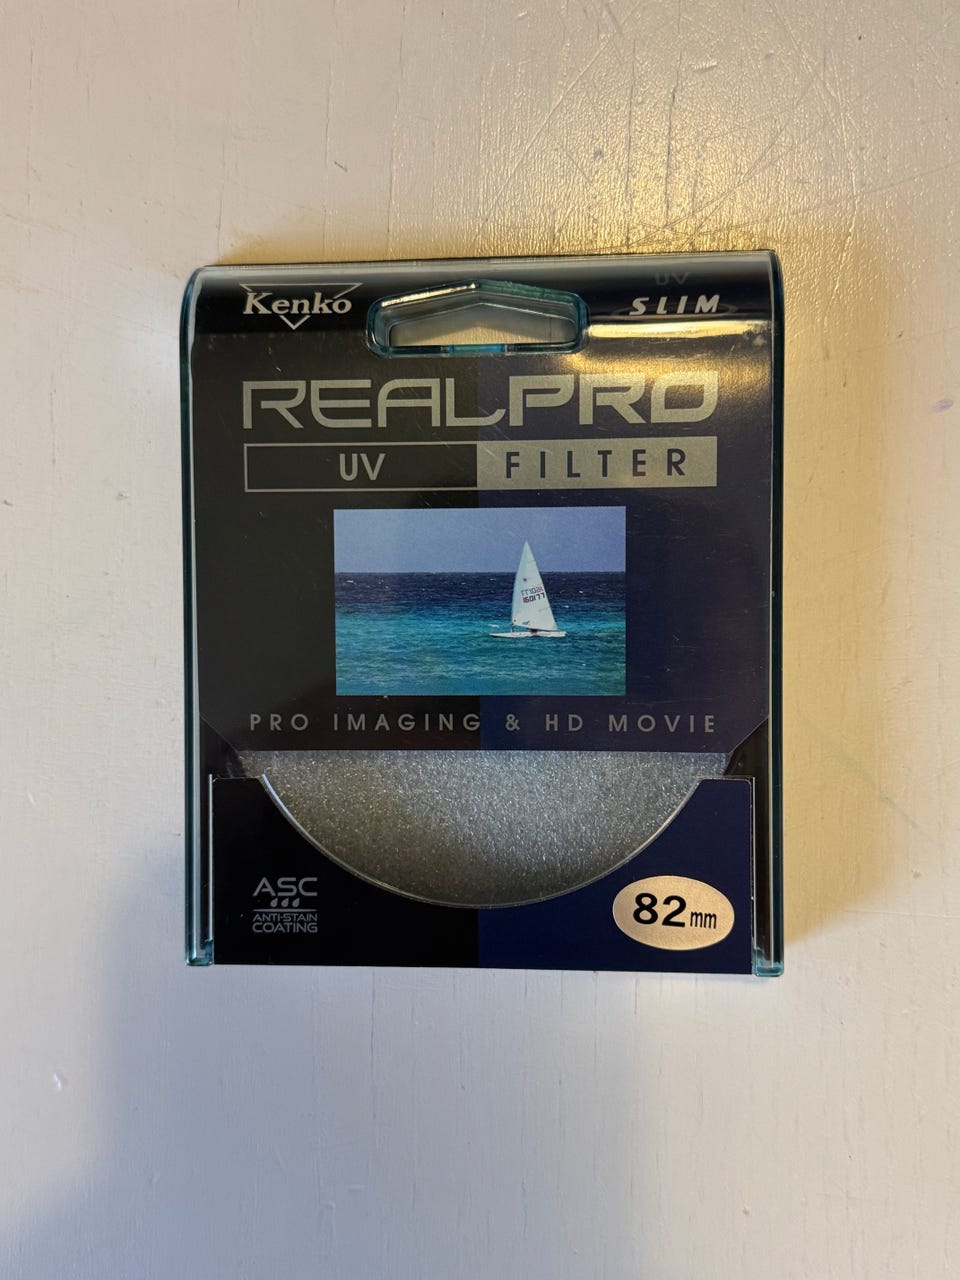 Kenko
UV
SLIM
REALPRO
UV FILTER
PRO IMAGING & HD MOVIE
ASC
ANTI-STAIN
COATING
82mm